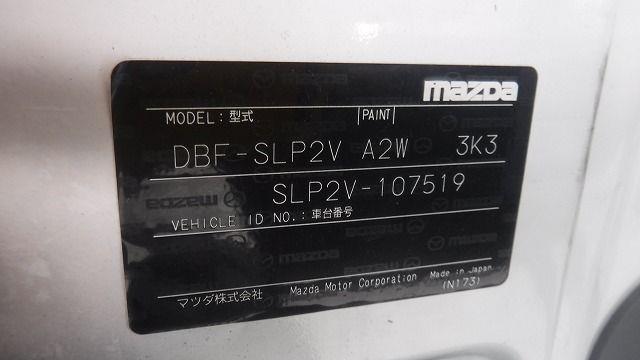 mazda
MODEL:型式 PAINT
DBF-SLP2V A2W 3K3
SLP2V-107519
VEHICLE ID NO.:車台番号
マツダ株式会社 Mazda Motor Corporation Made in Japan
(N173)